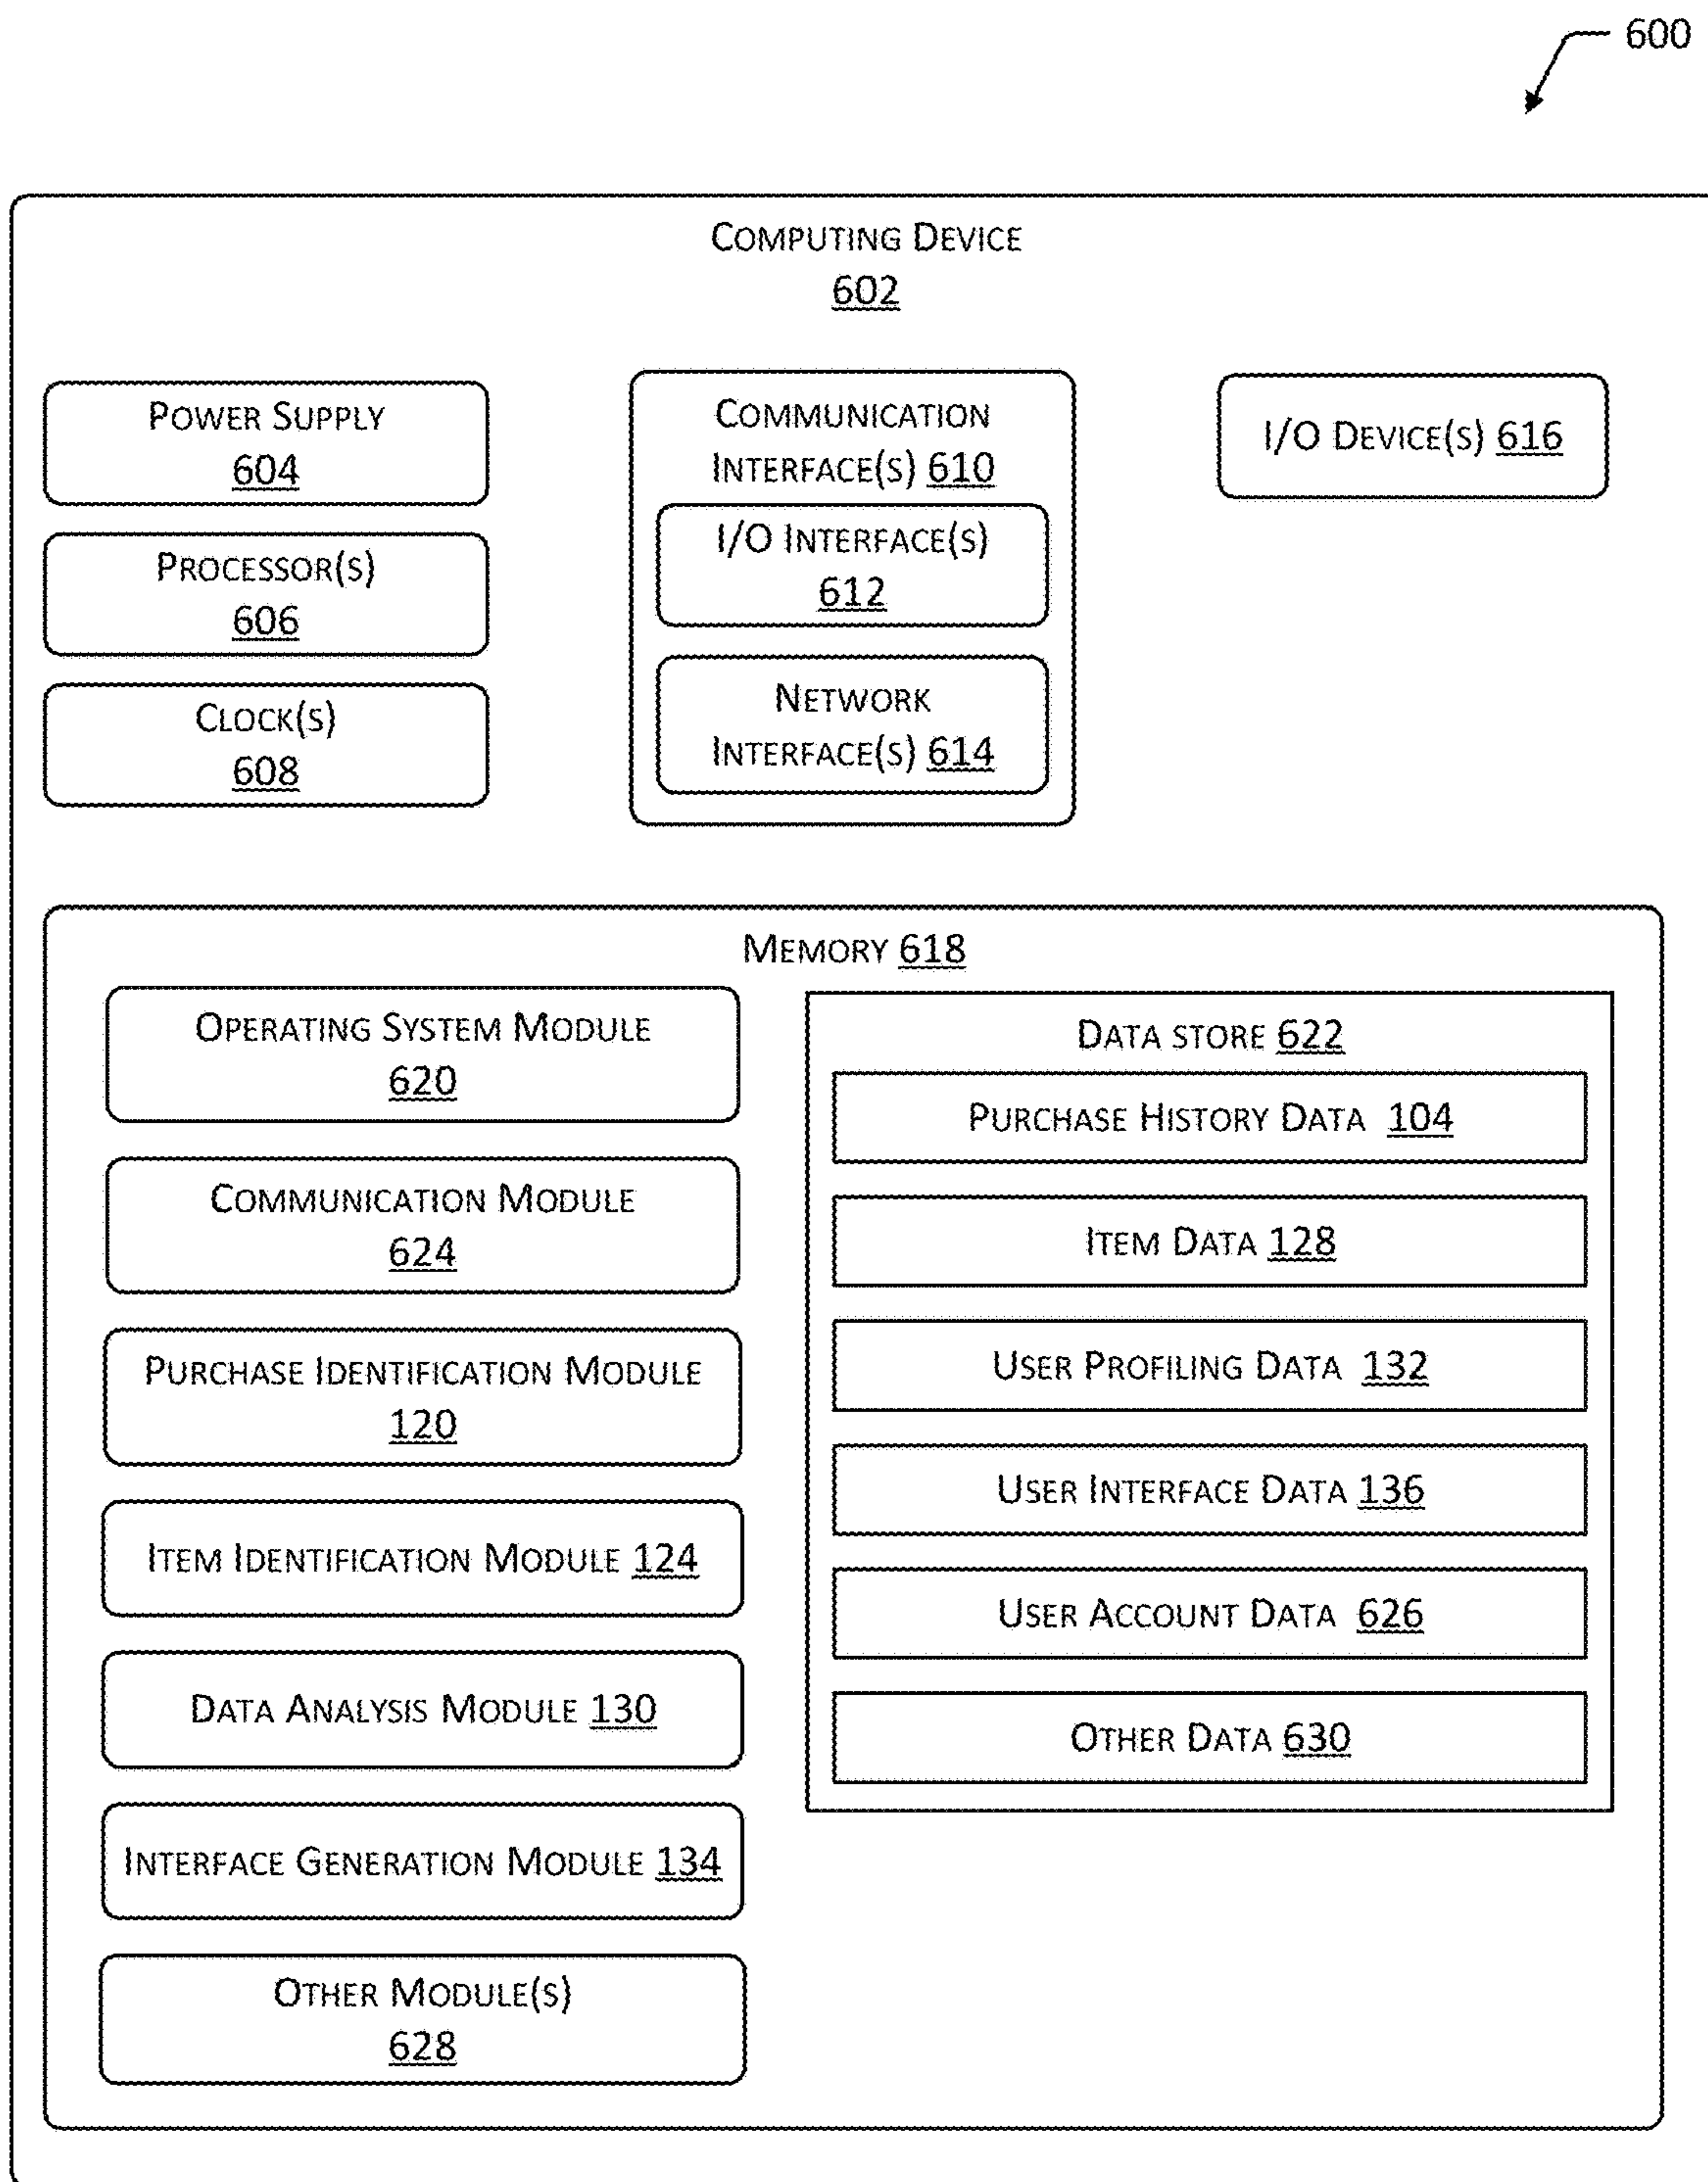 600
COMPUTING DEVICE
602
POWER SUPPLY
604
PROCESSOR(S)
606
CLOCK(S)
608
COMMUNICATION
INTERFACE(S) 610
I/O INTERFACE(S)
612
NETWORK
INTERFACE(S) 614
I/O DEVICE(S) 616
MEMORY 618
OPERATING SYSTEM MODULE
620
COMMUNICATION MODULE
624
PURCHASE IDENTIFICATION MODULE
120
ITEM IDENTIFICATION MODULE 124
DATA ANALYSIS MODULE 130
INTERFACE GENERATION MODULE 134
OTHER MODULE(S)
628
DATA STORE 622
PURCHASE HISTORY DATA 104
ITEM DATA 128
USER PROFILING DATA 132
USER INTERFACE DATA 136
USER ACCOUNT DATA 626
OTHER DATA 630